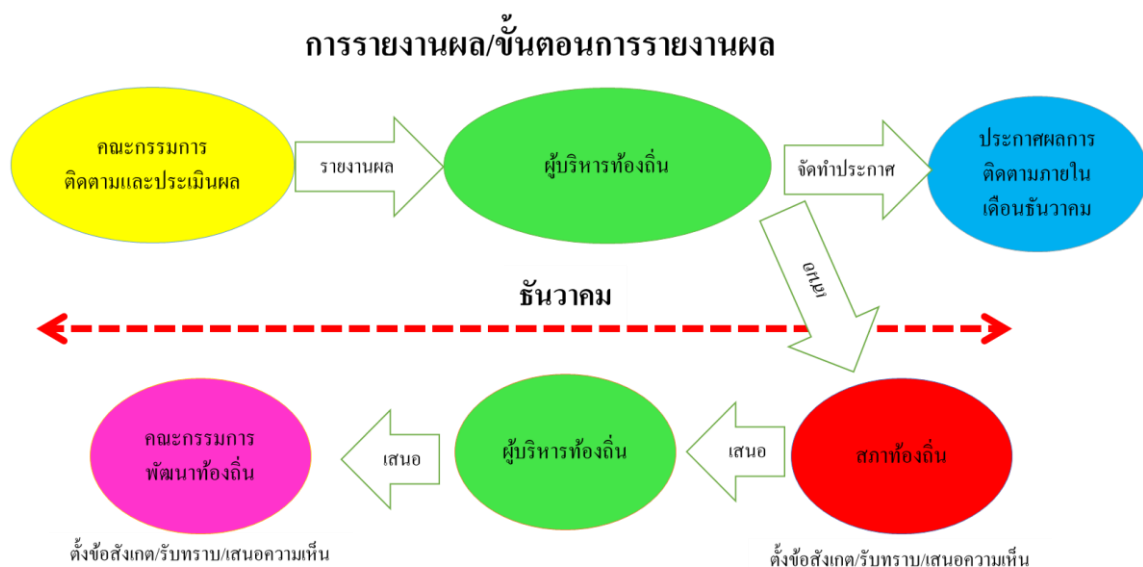 การรายงานผล/ขั้นตอนการรายงานผล
คณะกรรมการ
ติดตามและประเมินผล
รายงานผล
ผู้บริหารท้องถิ่น
จัดทำประกาศ
ประกาศผลการ
ติดตามภายใน
เดือนธันวาคม
เสนอ
ธันวาคม
คณะกรรมการ
พัฒนาท้องถิ่น
เสนอ
ผู้บริหารท้องถิ่น
เสนอ
สภาท้องถิ่น
ตั้งข้อสังเกต/รับทราบ/เสนอความเห็น
ตั้งข้อสังเกต/รับทราบ/เสนอความเห็น